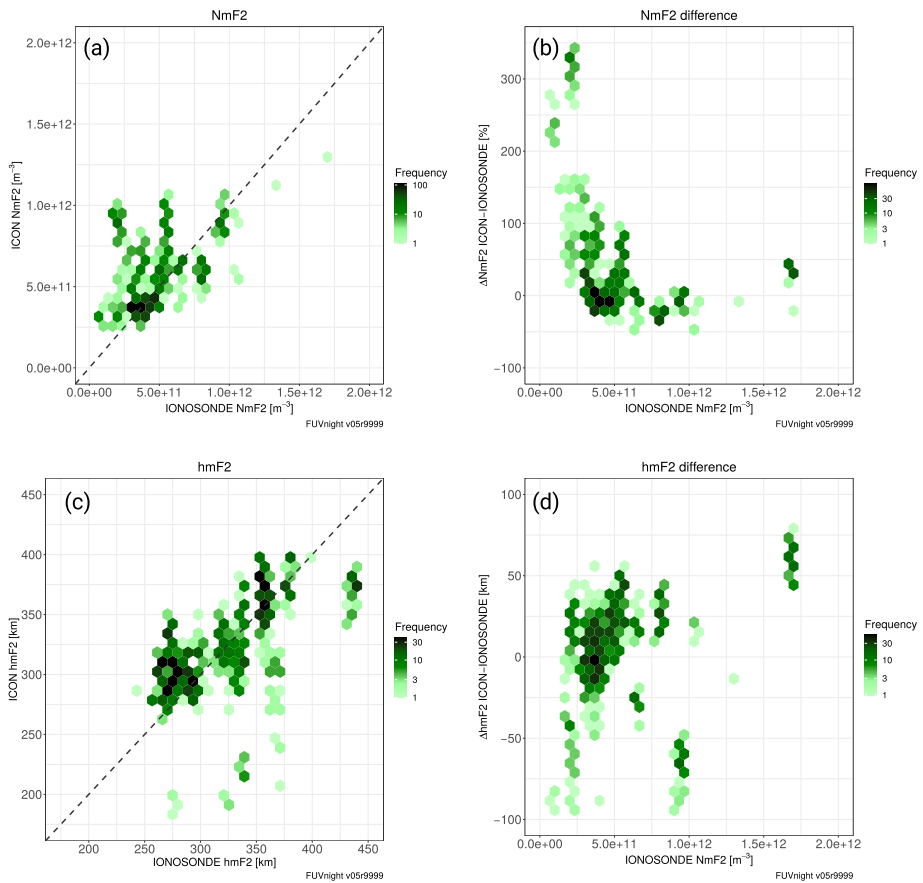 NmF2
(a)
2.0e+12
1.5e+12
1.0e+12
5.0e+11
0.0e+00
ICON NmF2 [m⁻³]
0.0e+00 5.0e+11 1.0e+12 1.5e+12 2.0e+12
IONOSONDE NmF2 [m⁻³]
FUVnight v05r9999
Frequency
100
10
1
NmF2 difference
(b)
300
200
100
0
−100
ΔNmF2 ICON−IONOSONDE [%]
0.0e+00 5.0e+11 1.0e+12 1.5e+12 2.0e+12
IONOSONDE NmF2 [m⁻³]
FUVnight v05r9999
Frequency
30
10
3
1
hmF2
(c)
450
400
350
300
250
200
ICON hmF2 [km]
200 250 300 350 400 450
IONOSONDE hmF2 [km]
FUVnight v05r9999
Frequency
30
10
3
1
hmF2 difference
(d)
100
50
0
−50
−100
ΔhmF2 ICON−IONOSONDE [km]
0.0e+00 5.0e+11 1.0e+12 1.5e+12 2.0e+12
IONOSONDE NmF2 [m⁻³]
FUVnight v05r9999
Frequency
30
10
3
1